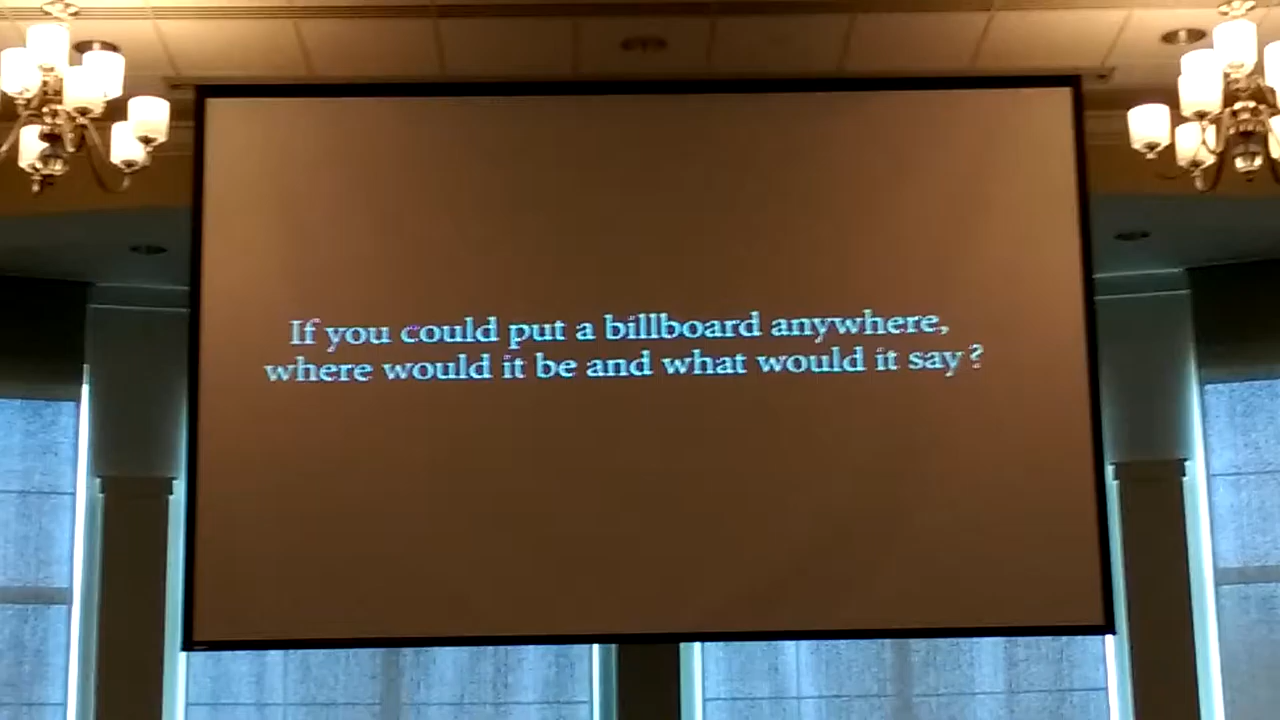 If you could put a billboard anywhere,
where would it be and what would it say?